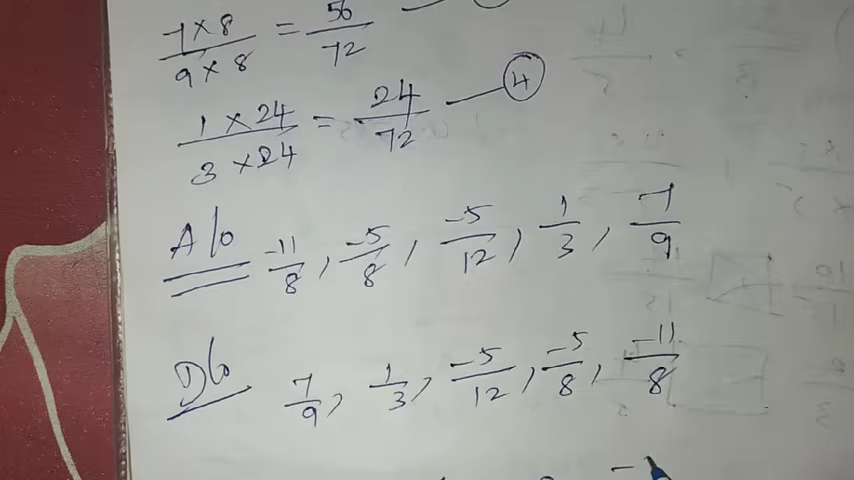 7×8/9×8 = 56/72 —
1×24/3×24 = 24/72 — 4
A/o -11/8, -5/8, -5/12, 1/3, 7/9
D/o 7/9, 1/3, -5/12, -5/8, -11/8